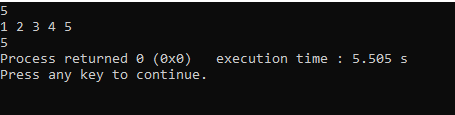 5
1 2 3 4 5
5
Process returned 0 (0x0)   execution time : 5.505 s
Press any key to continue.